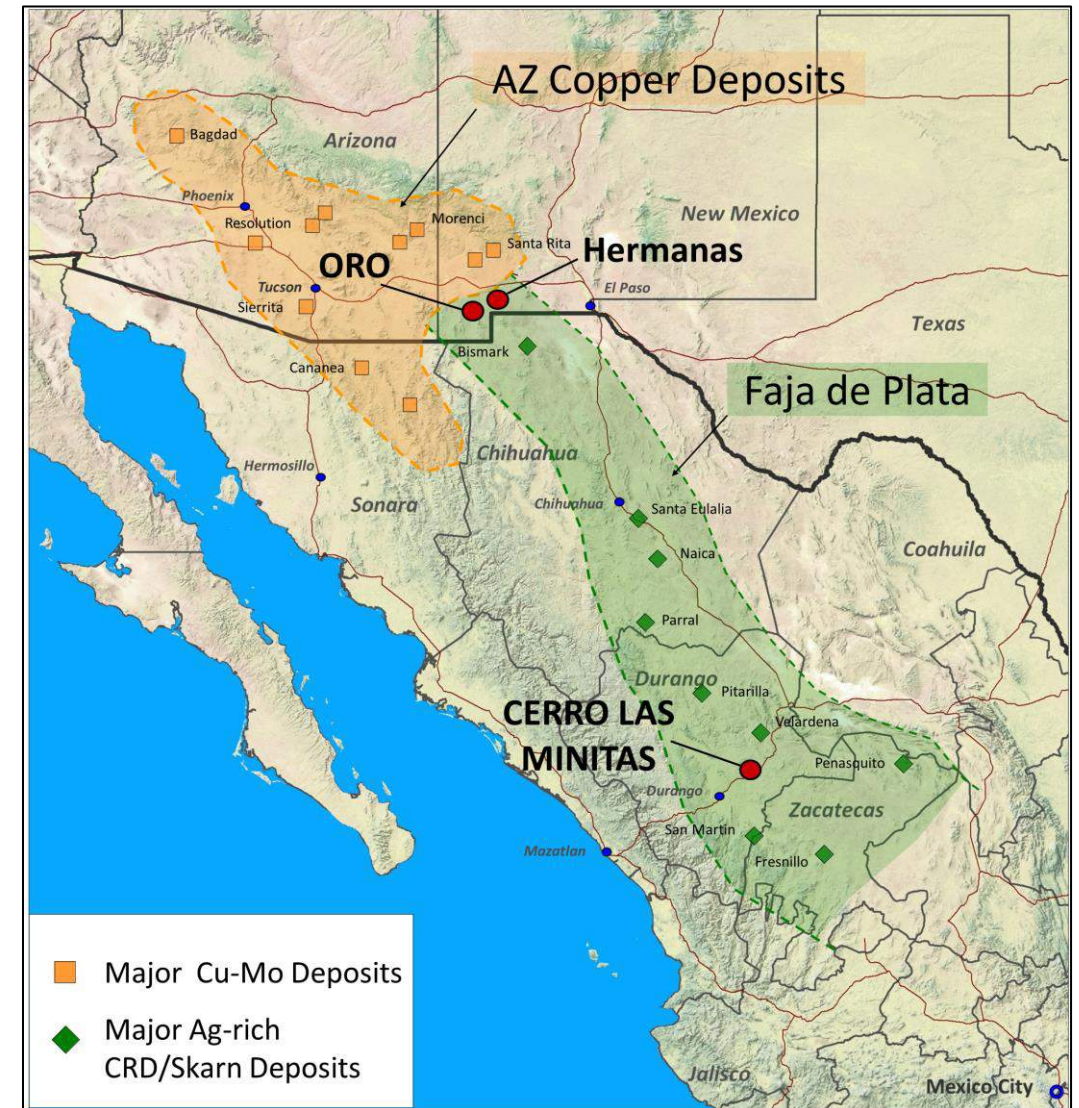 AZ Copper Deposits
Bagdad
Arizona
Phoenix
New Mexico
Resolution
Morenci
Santa Rita
Hermanas
ORO
Tucson
El Paso
Sierrita
Texas
Bismark
Cananea
Faja de Plata
Chihuahua
Hermosillo
Sonara
Chihuahua
Santa Eulalia
Naica
Coahuila
Parral
Durango
Pitarilla
CERRO LAS
MINITAS
Velardena
Penasquito
Durango
Zacatecas
San Martin
Mazatlan
Fresnillo
Major Cu-Mo Deposits
Major Ag-rich
CRD/Skarn Deposits
Jalisco
Mexico City